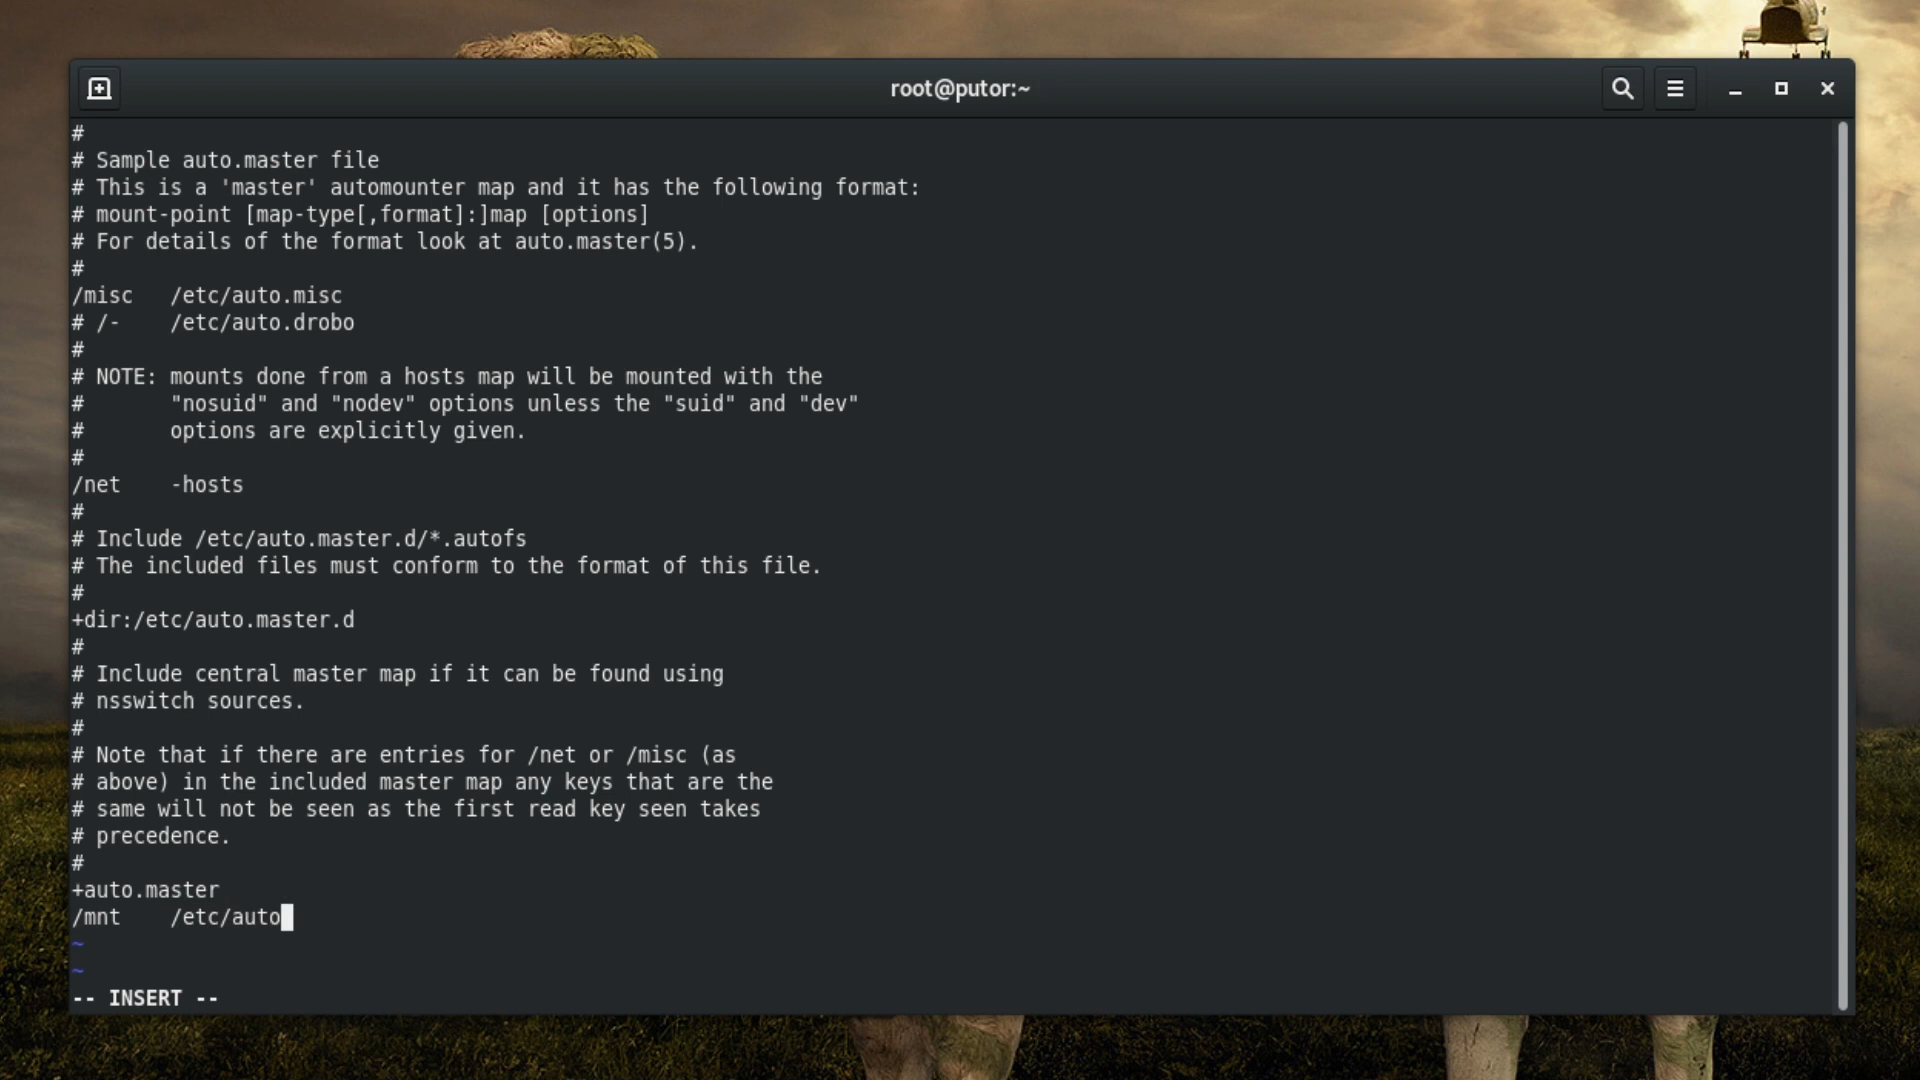 root@putor:~
#
# Sample auto.master file
# This is a 'master' automounter map and it has the following format:
# mount-point [map-type[,format]:]map [options]
# For details of the format look at auto.master(5).
#
/misc   /etc/auto.misc
# /-    /etc/auto.drobo
#
# NOTE: mounts done from a hosts map will be mounted with the
#       "nosuid" and "nodev" options unless the "suid" and "dev"
#       options are explicitly given.
#
/net    -hosts
#
# Include /etc/auto.master.d/*.autofs
# The included files must conform to the format of this file.
#
+dir:/etc/auto.master.d
#
# Include central master map if it can be found using
# nsswitch sources.
#
# Note that if there are entries for /net or /misc (as
# above) in the included master map any keys that are the
# same will not be seen as the first read key seen takes
# precedence.
#
+auto.master
/mnt    /etc/auto
~
~
-- INSERT --